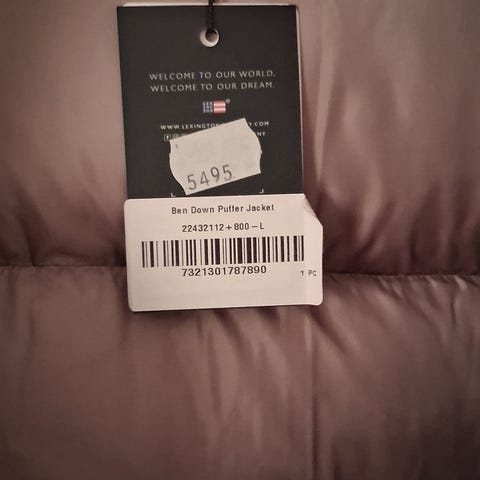 WELCOME TO OUR WORLD,
WELCOME TO OUR DREAM.
5495
Ben Down Puffer Jacket
22432112+800-L
7321301787890
1 PC